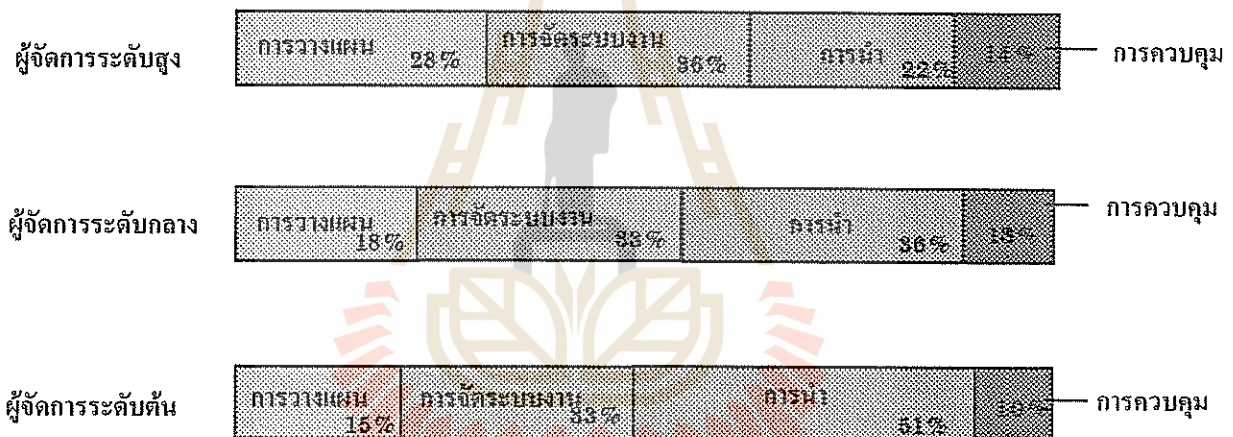 ผู้จัดการระดับสูง การวางแผน 28% การจัดระบบงาน 36% การนำ 22% 14% การควบคุม
ผู้จัดการระดับกลาง การวางแผน 18% การจัดระบบงาน 33% การนำ 36% 13% การควบคุม
ผู้จัดการระดับต้น การวางแผน 15% การจัดระบบงาน 33% การนำ 51% การควบคุม